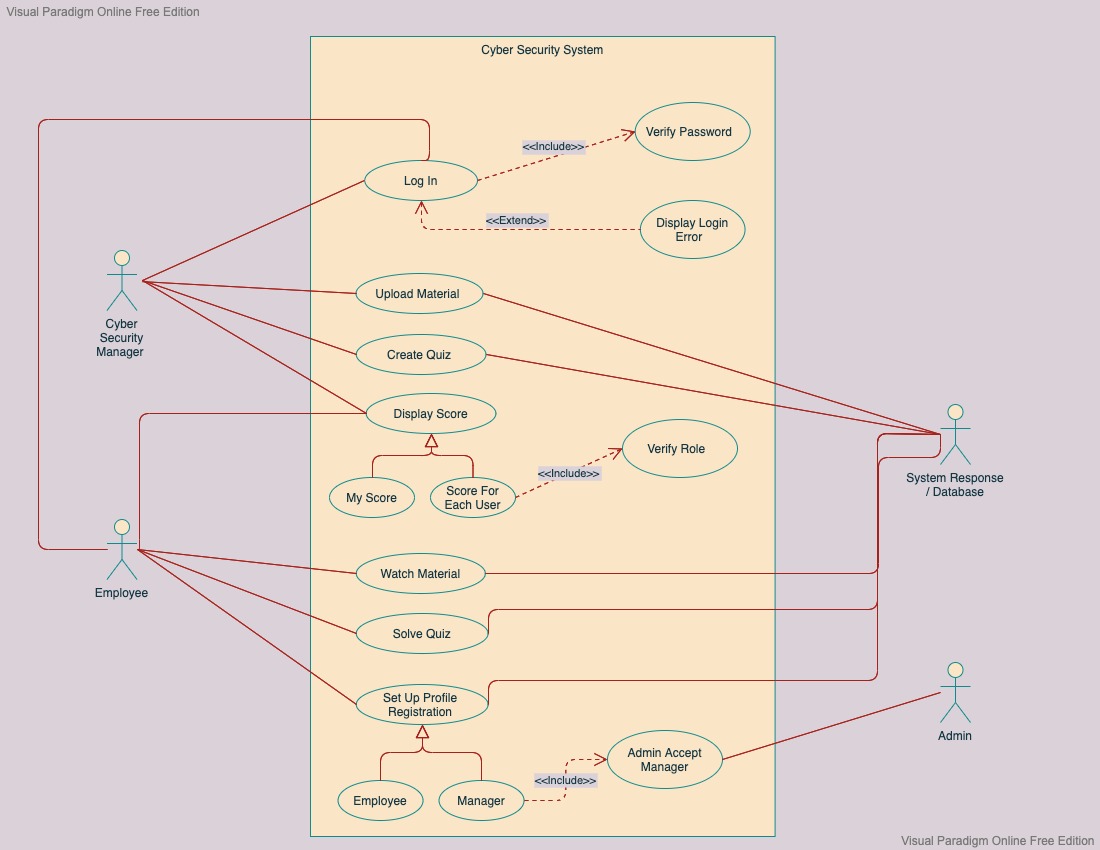 Visual Paradigm Online Free Edition
Cyber Security System
Verify Password
<<Include>>
Log In
<<Extend>>
Display Login
Error
Upload Material
Cyber
Security
Manager
Create Quiz
Display Score
Verify Role
<<Include>>
System Response
/ Database
My Score
Score For
Each User
Watch Material
Employee
Solve Quiz
Set Up Profile
Registration
Admin
Admin Accept
Manager
<<Include>>
Employee
Manager
Visual Paradigm Online Free Edition